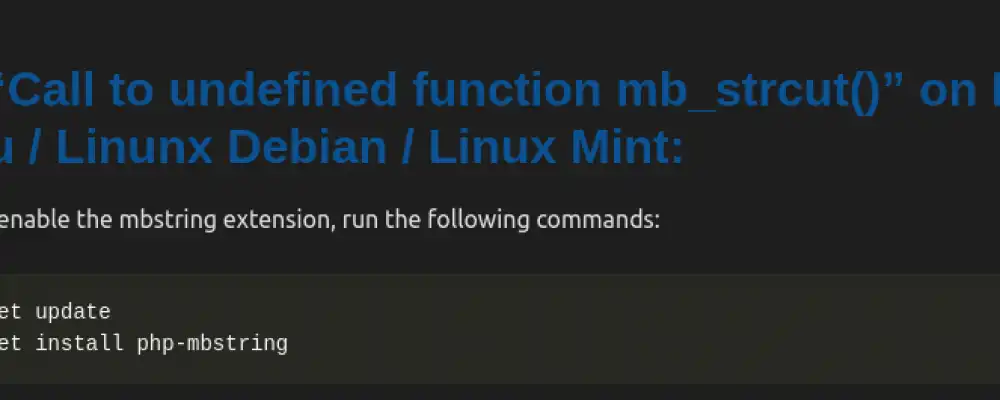 “Call to undefined function mb_strcut()” on
u / Linunx Debian / Linux Mint:
enable the mbstring extension, run the following commands:
et update
et install php-mbstring